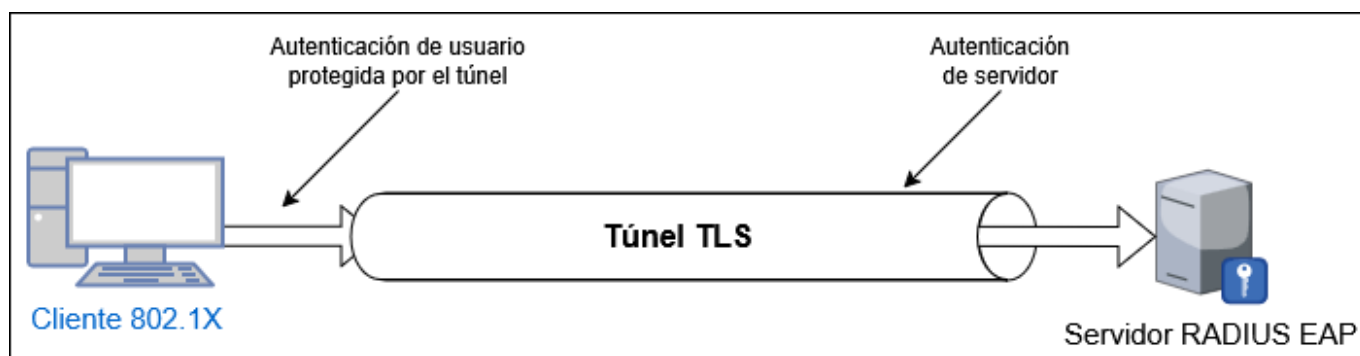 Autenticación de usuario
protegida por el túnel
Autenticación
de servidor
Túnel TLS
Cliente 802.1X
Servidor RADIUS EAP